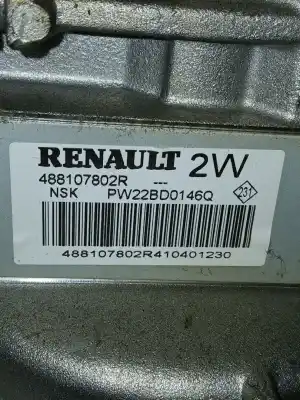 RENAULT 2W
488107802R ---
NSK PW22BD0146Q 231
488107802R410401230